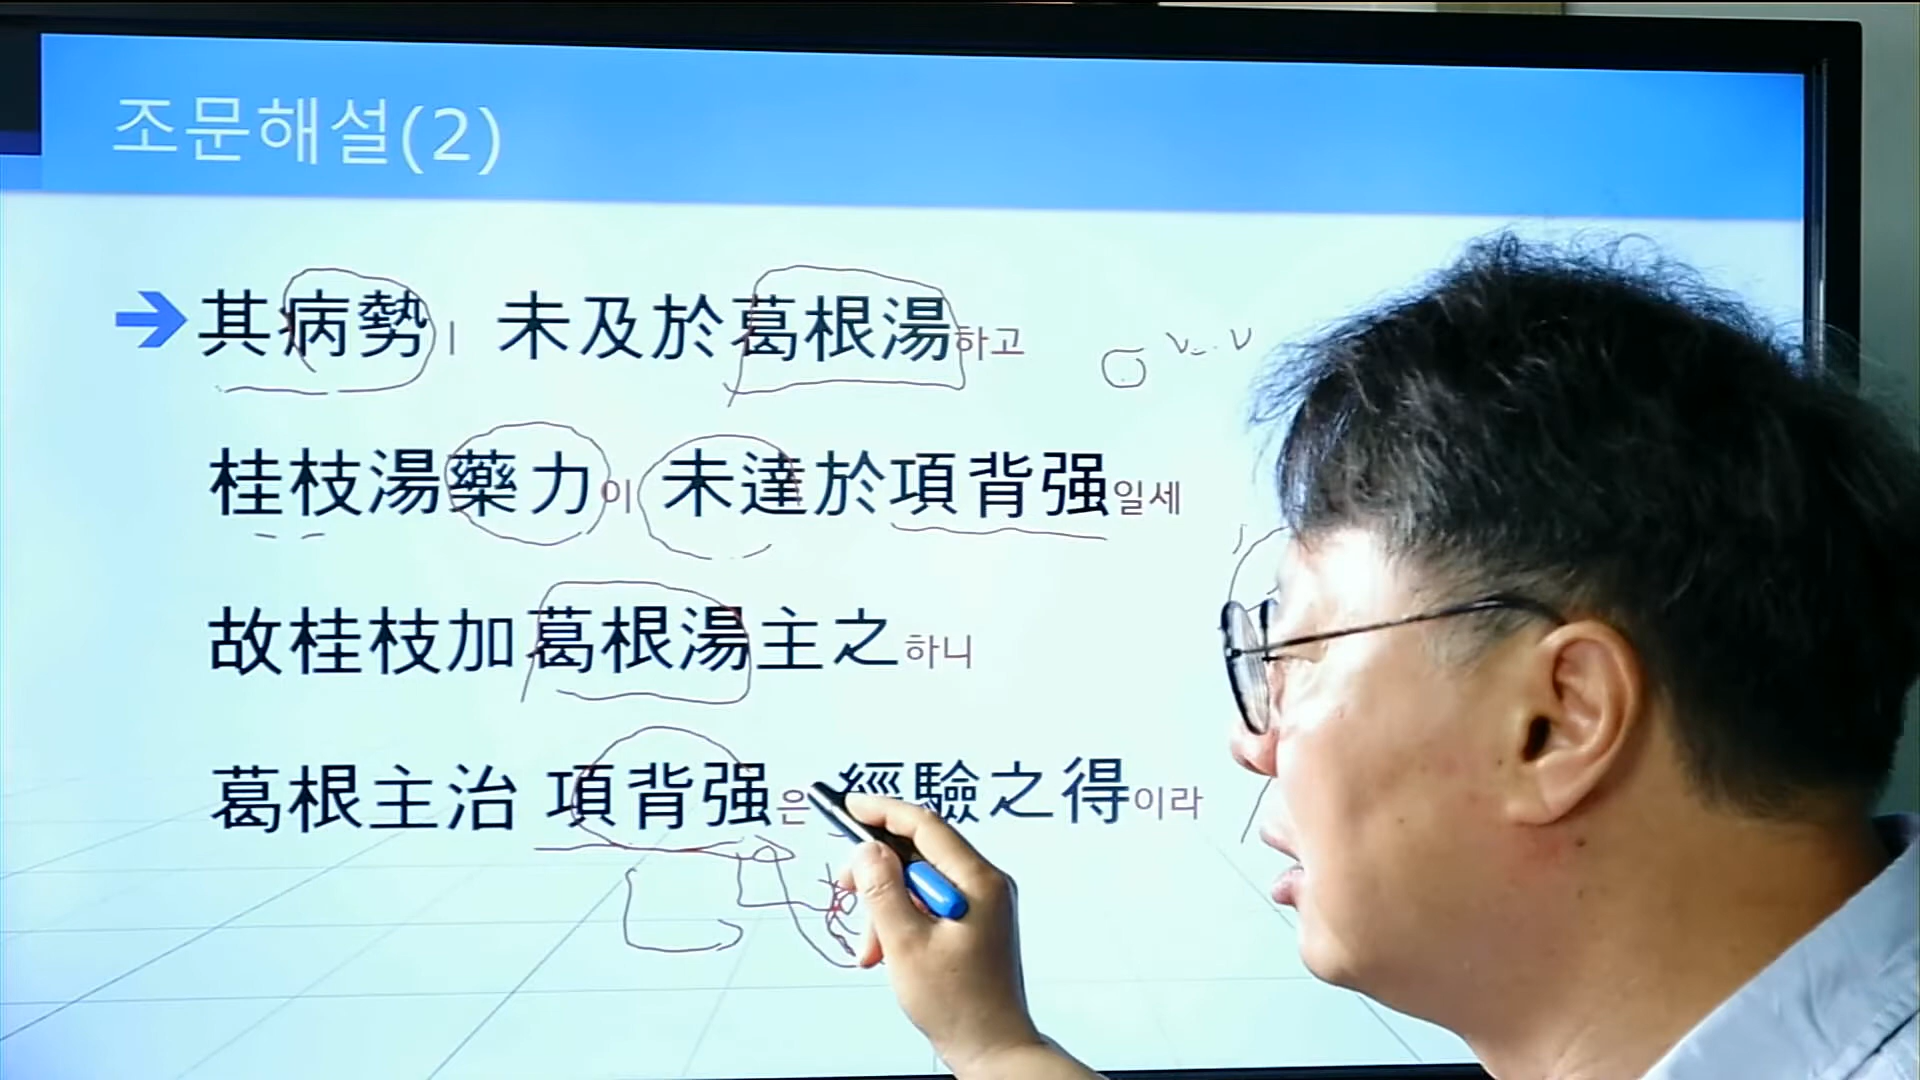 조문해설(2)
其病勢ㅣ 未及於葛根湯하고
桂枝湯藥力이 未達於項背强일세
故桂枝加葛根湯主之하니
葛根主治 項背强은 經驗之得이라